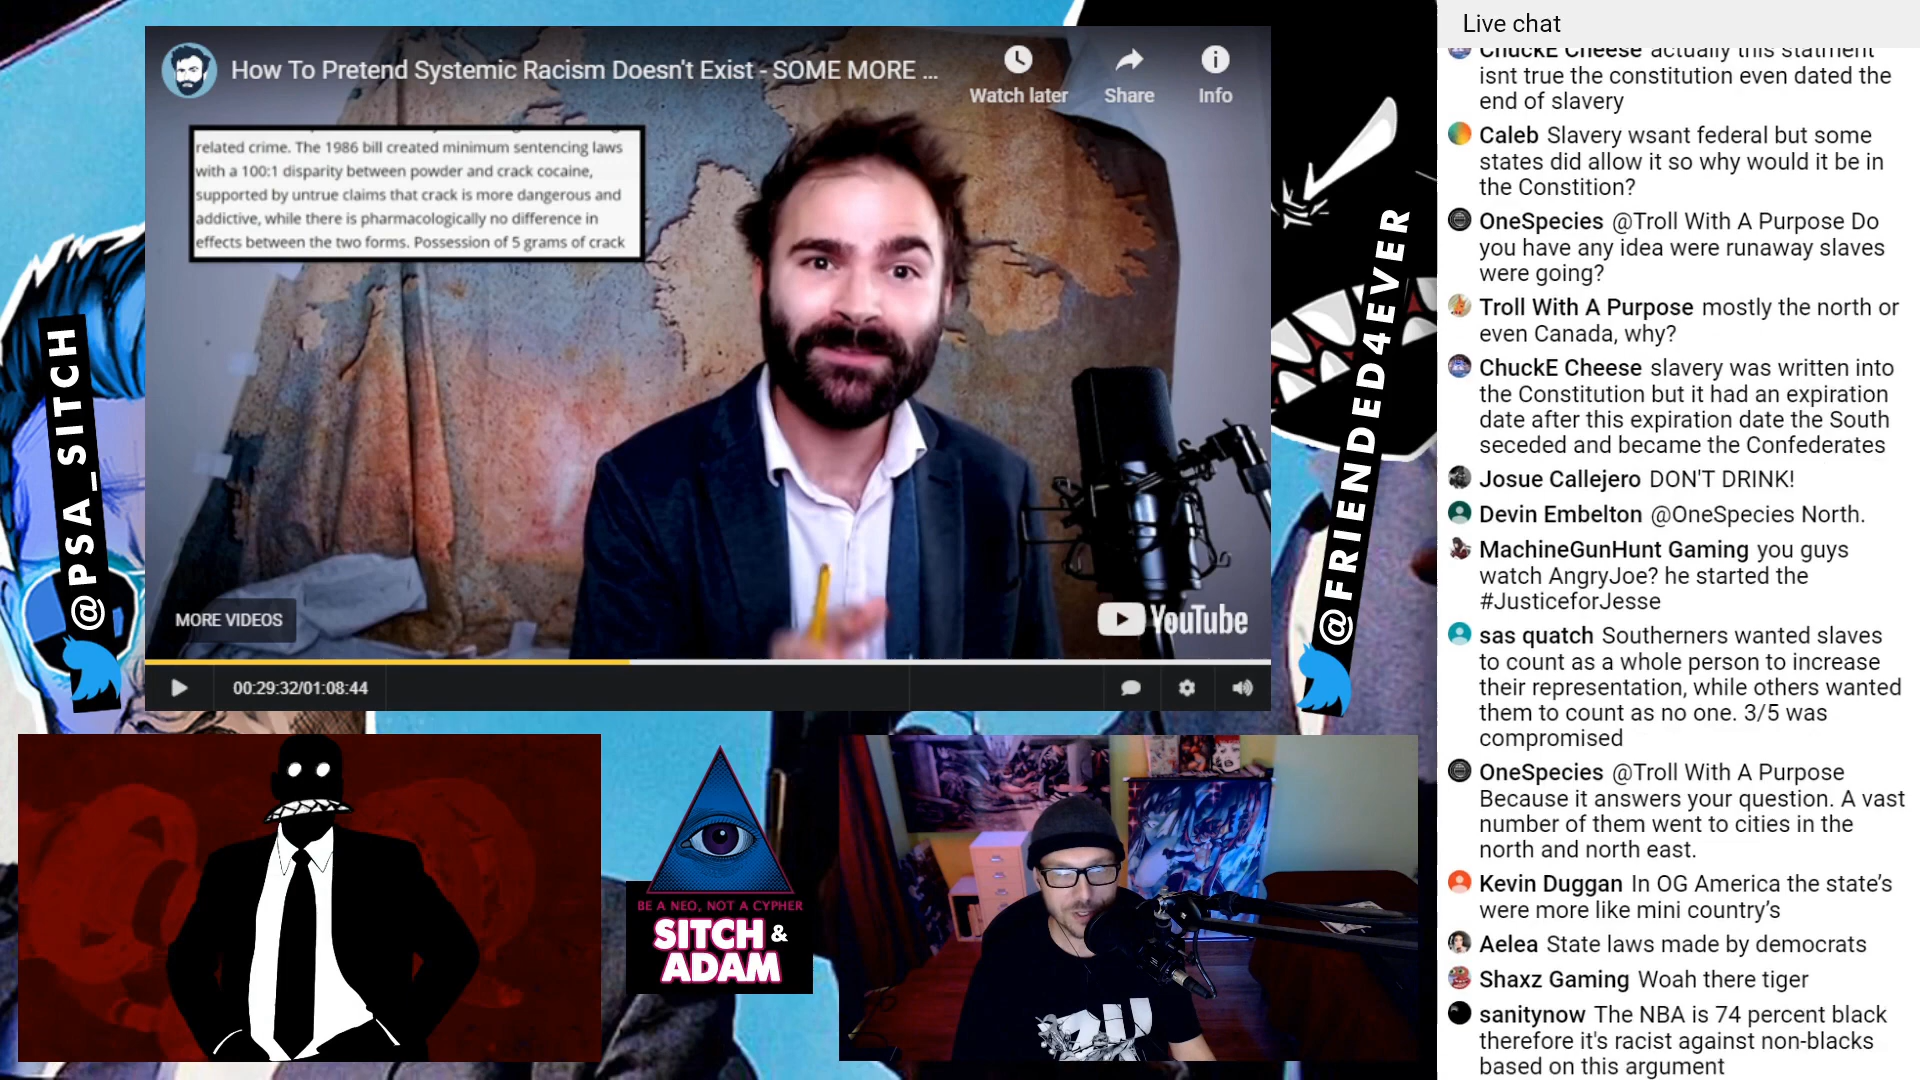 How To Pretend Systemic Racism Doesn't Exist - SOME MORE ...
Watch later
Share
Info
related crime. The 1986 bill created minimum sentencing laws
with a 100:1 disparity between powder and crack cocaine,
supported by untrue claims that crack is more dangerous and
addictive, while there is pharmacologically no difference in
effects between the two forms. Possession of 5 grams of crack
MORE VIDEOS
YouTube
00:29:32/01:08:44
@PSA_SITCH
@FRIENDED4EVER
BE A NEO, NOT A CYPHER
SITCH &
ADAM
Live chat
ChuckE Cheese actually this statment
isnt true the constitution even dated the
end of slavery
Caleb Slavery wsant federal but some
states did allow it so why would it be in
the Constition?
OneSpecies @Troll With A Purpose Do
you have any idea were runaway slaves
were going?
Troll With A Purpose mostly the north or
even Canada, why?
ChuckE Cheese slavery was written into
the Constitution but it had an expiration
date after this expiration date the South
seceded and became the Confederates
Josue Callejero DON'T DRINK!
Devin Embelton @OneSpecies North.
MachineGunHunt Gaming you guys
watch AngryJoe? he started the
#JusticeforJesse
sas quatch Southerners wanted slaves
to count as a whole person to increase
their representation, while others wanted
them to count as no one. 3/5 was
compromised
OneSpecies @Troll With A Purpose
Because it answers your question. A vast
number of them went to cities in the
north and north east.
Kevin Duggan In OG America the state’s
were more like mini country’s
Aelea State laws made by democrats
Shaxz Gaming Woah there tiger
sanitynow The NBA is 74 percent black
therefore it's racist against non-blacks
based on this argument